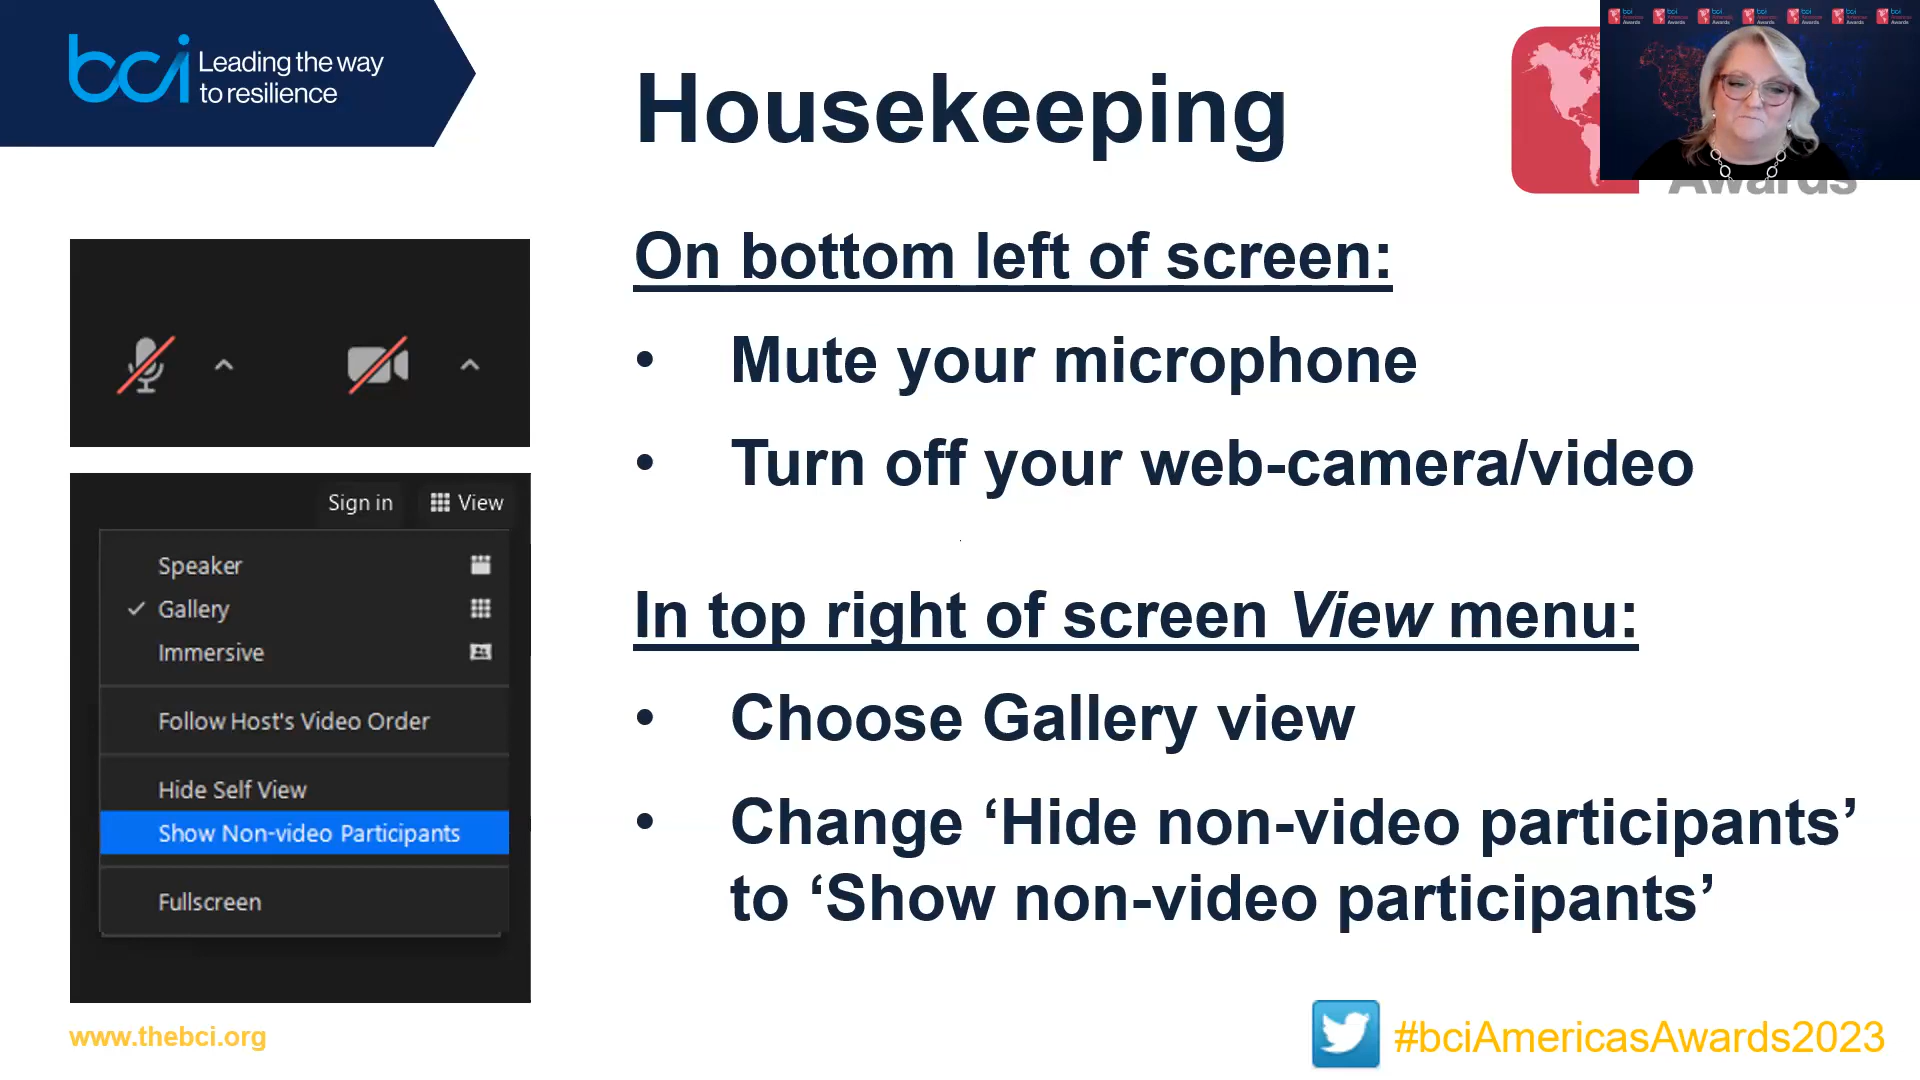 bci Leading the way
to resilience
Housekeeping
Awards
On bottom left of screen:
• Mute your microphone
• Turn off your web-camera/video
Sign in View
Speaker
Gallery
Immersive
Follow Host's Video Order
Hide Self View
Show Non-video Participants
Fullscreen
In top right of screen View menu:
• Choose Gallery view
• Change ‘Hide non-video participants’
to ‘Show non-video participants’
www.thebci.org
#bciAmericasAwards2023